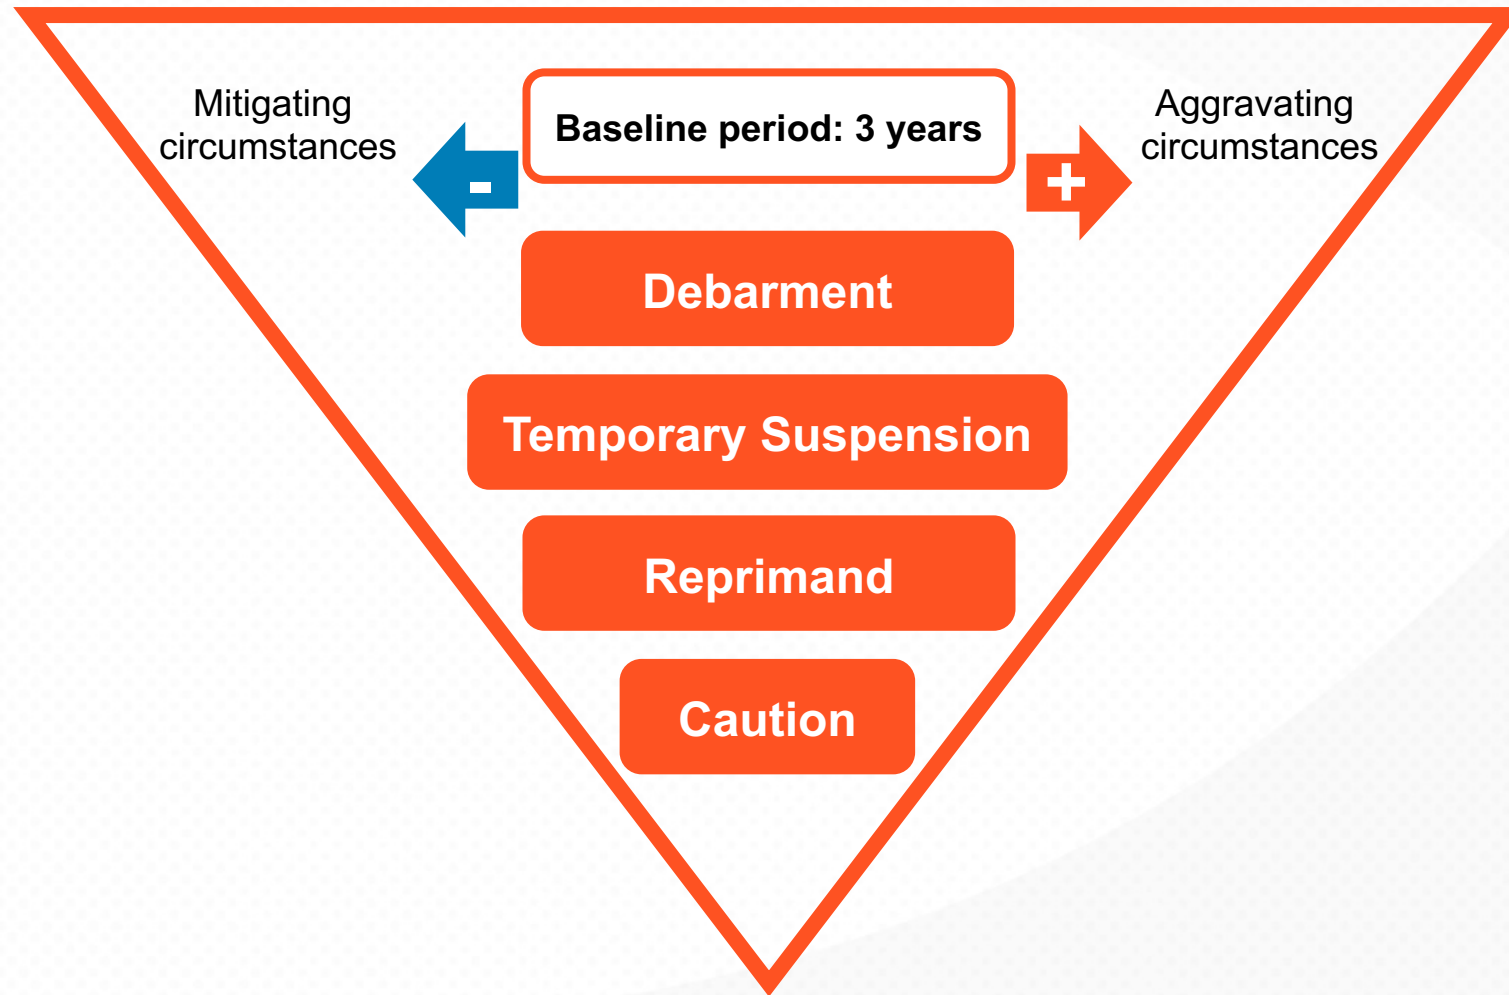 Mitigating
circumstances
Baseline period: 3 years
Aggravating
circumstances
-
+
Debarment
Temporary Suspension
Reprimand
Caution